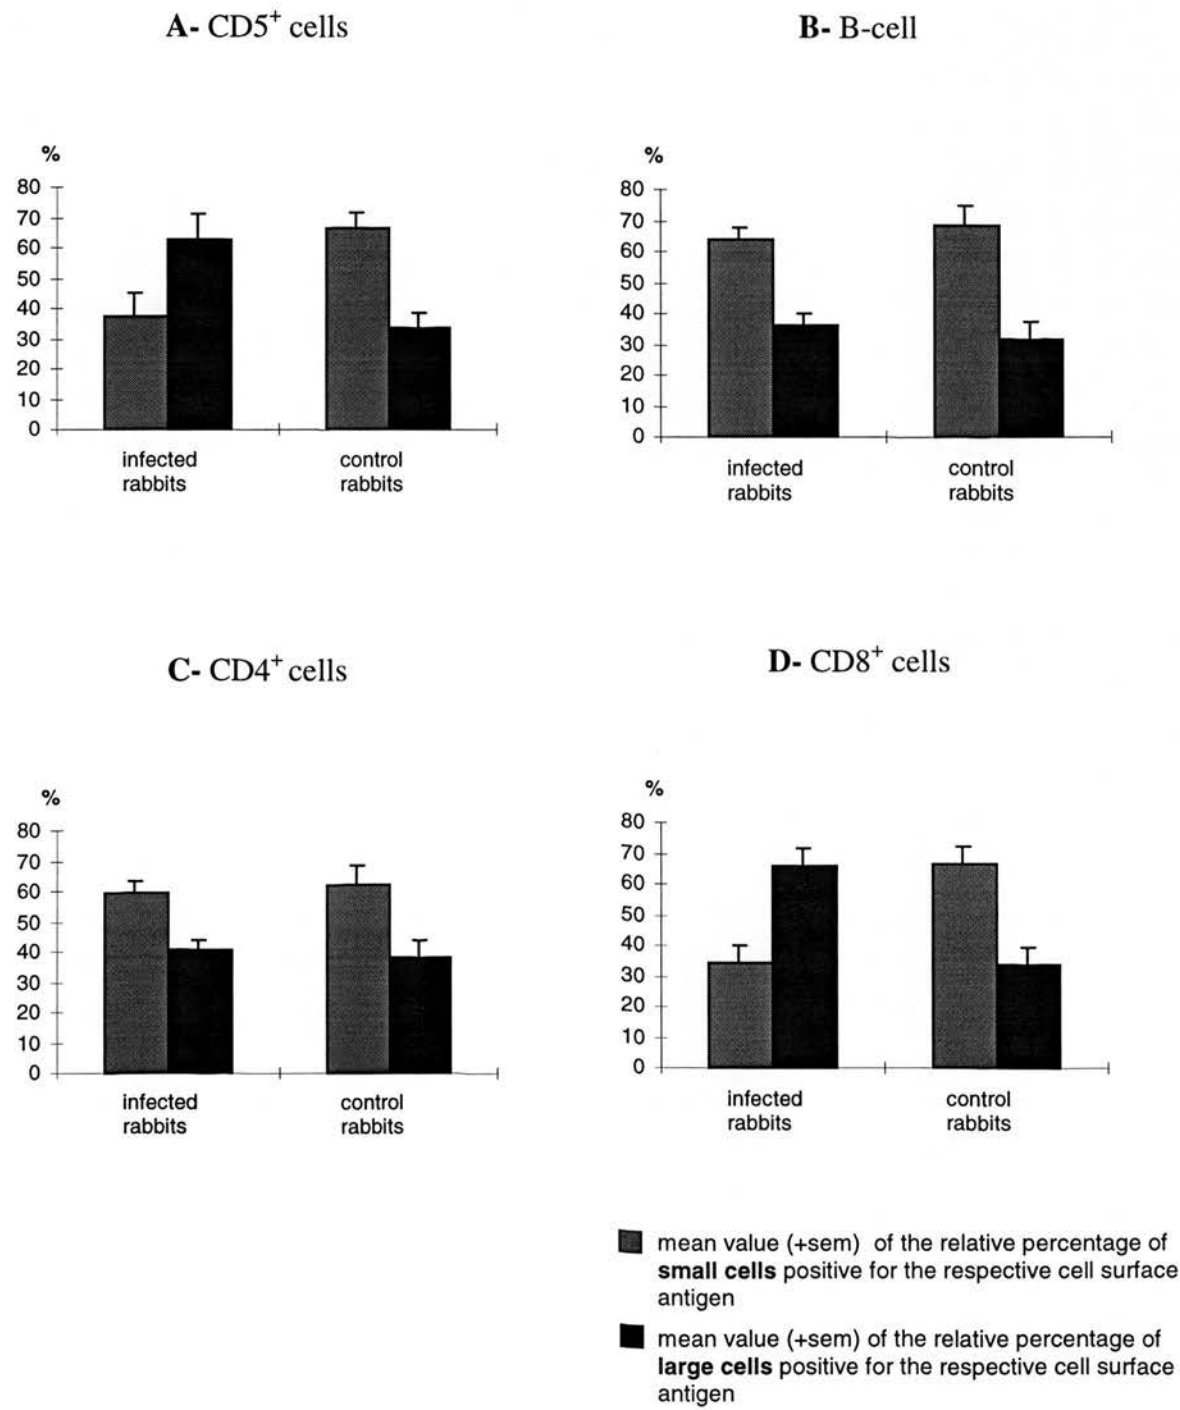 A- CD5+ cells
%
80
70
60
50
40
30
20
10
0
infected
rabbits
control
rabbits
B- B-cell
%
80
70
60
50
40
30
20
10
0
infected
rabbits
control
rabbits
C- CD4+ cells
%
80
70
60
50
40
30
20
10
0
infected
rabbits
control
rabbits
D- CD8+ cells
%
80
70
60
50
40
30
20
10
0
infected
rabbits
control
rabbits
mean value (+sem) of the relative percentage of
small cells positive for the respective cell surface
antigen
mean value (+sem) of the relative percentage of
large cells positive for the respective cell surface
antigen